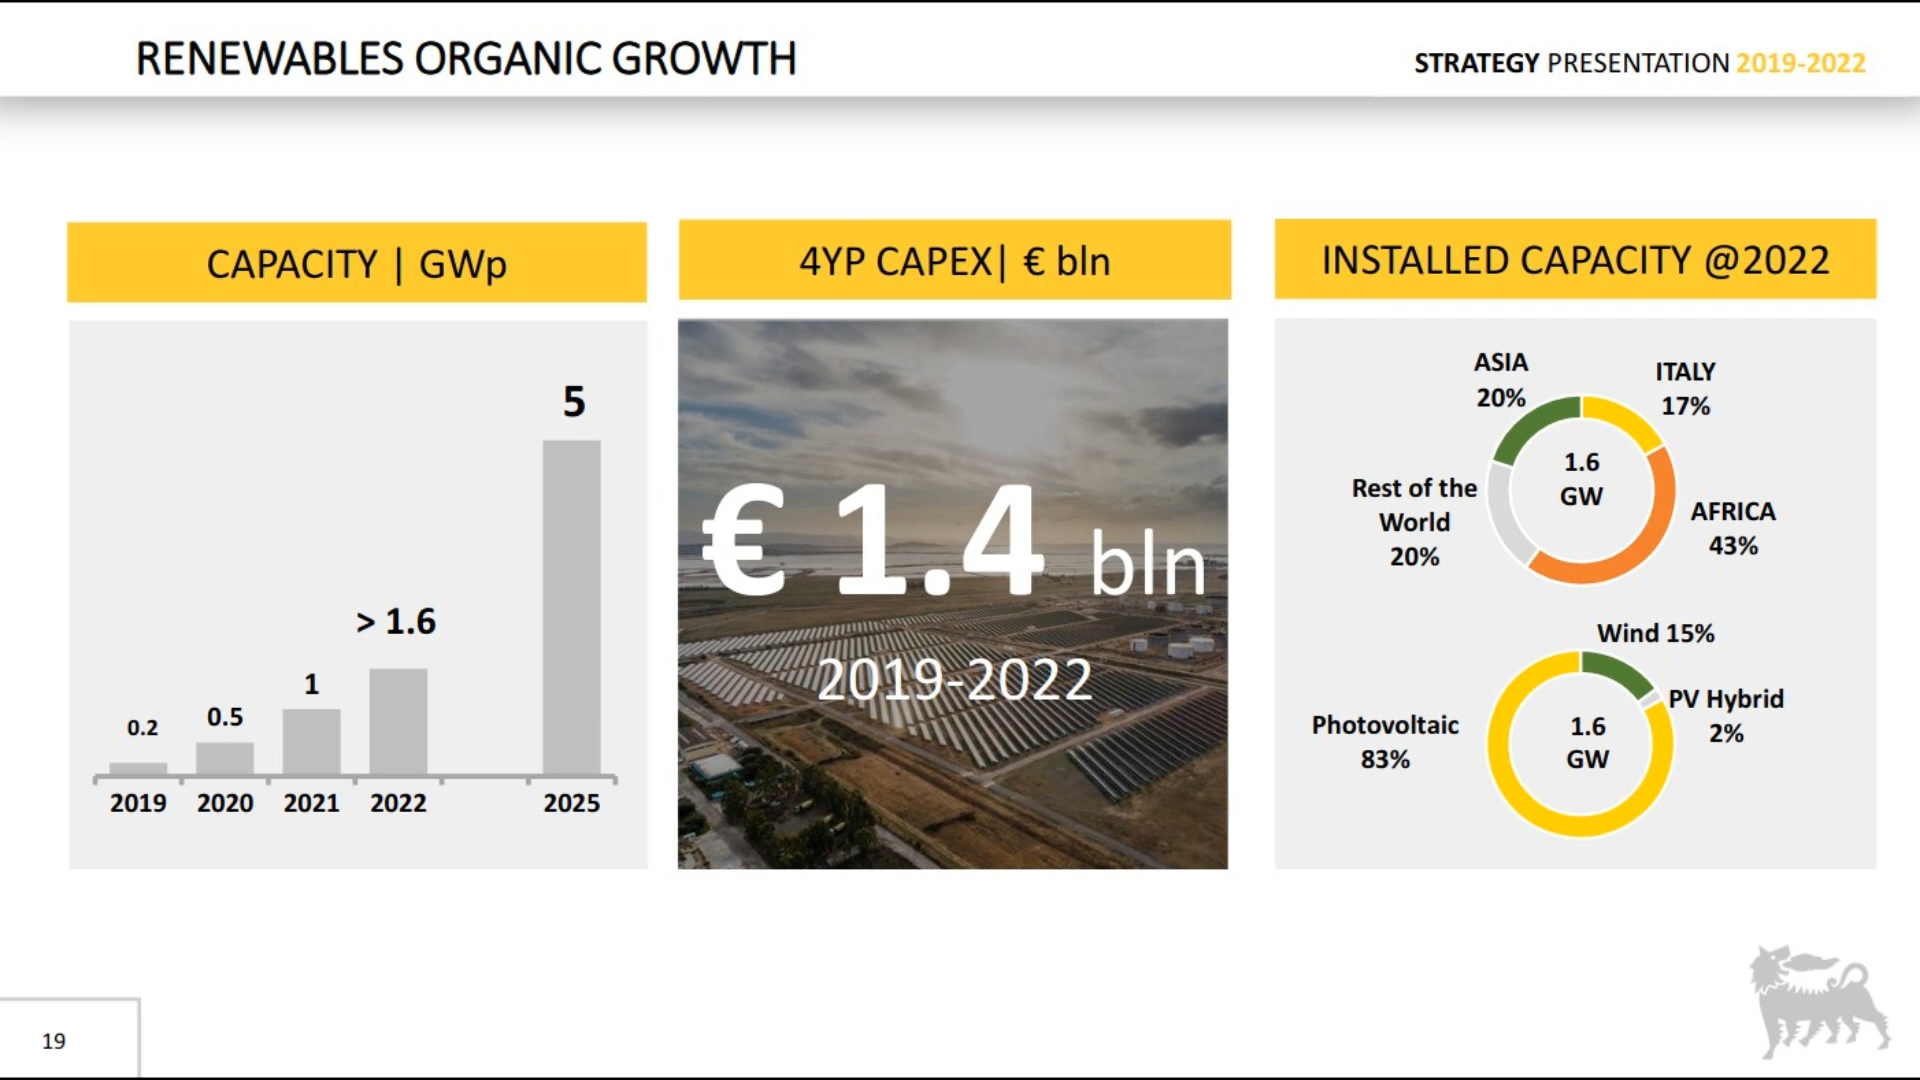 RENEWABLES ORGANIC GROWTH
STRATEGY PRESENTATION 2019-2022
CAPACITY | GWp
5
> 1.6
1
0.5
0.2
2019 2020 2021 2022 2025
4YP CAPEX| € bln
€ 1.4 bln
2019-2022
INSTALLED CAPACITY @2022
ASIA
20%
ITALY
17%
1.6
GW
Rest of the
World
20%
AFRICA
43%
Wind 15%
PV Hybrid
2%
Photovoltaic
83%
1.6
GW
19